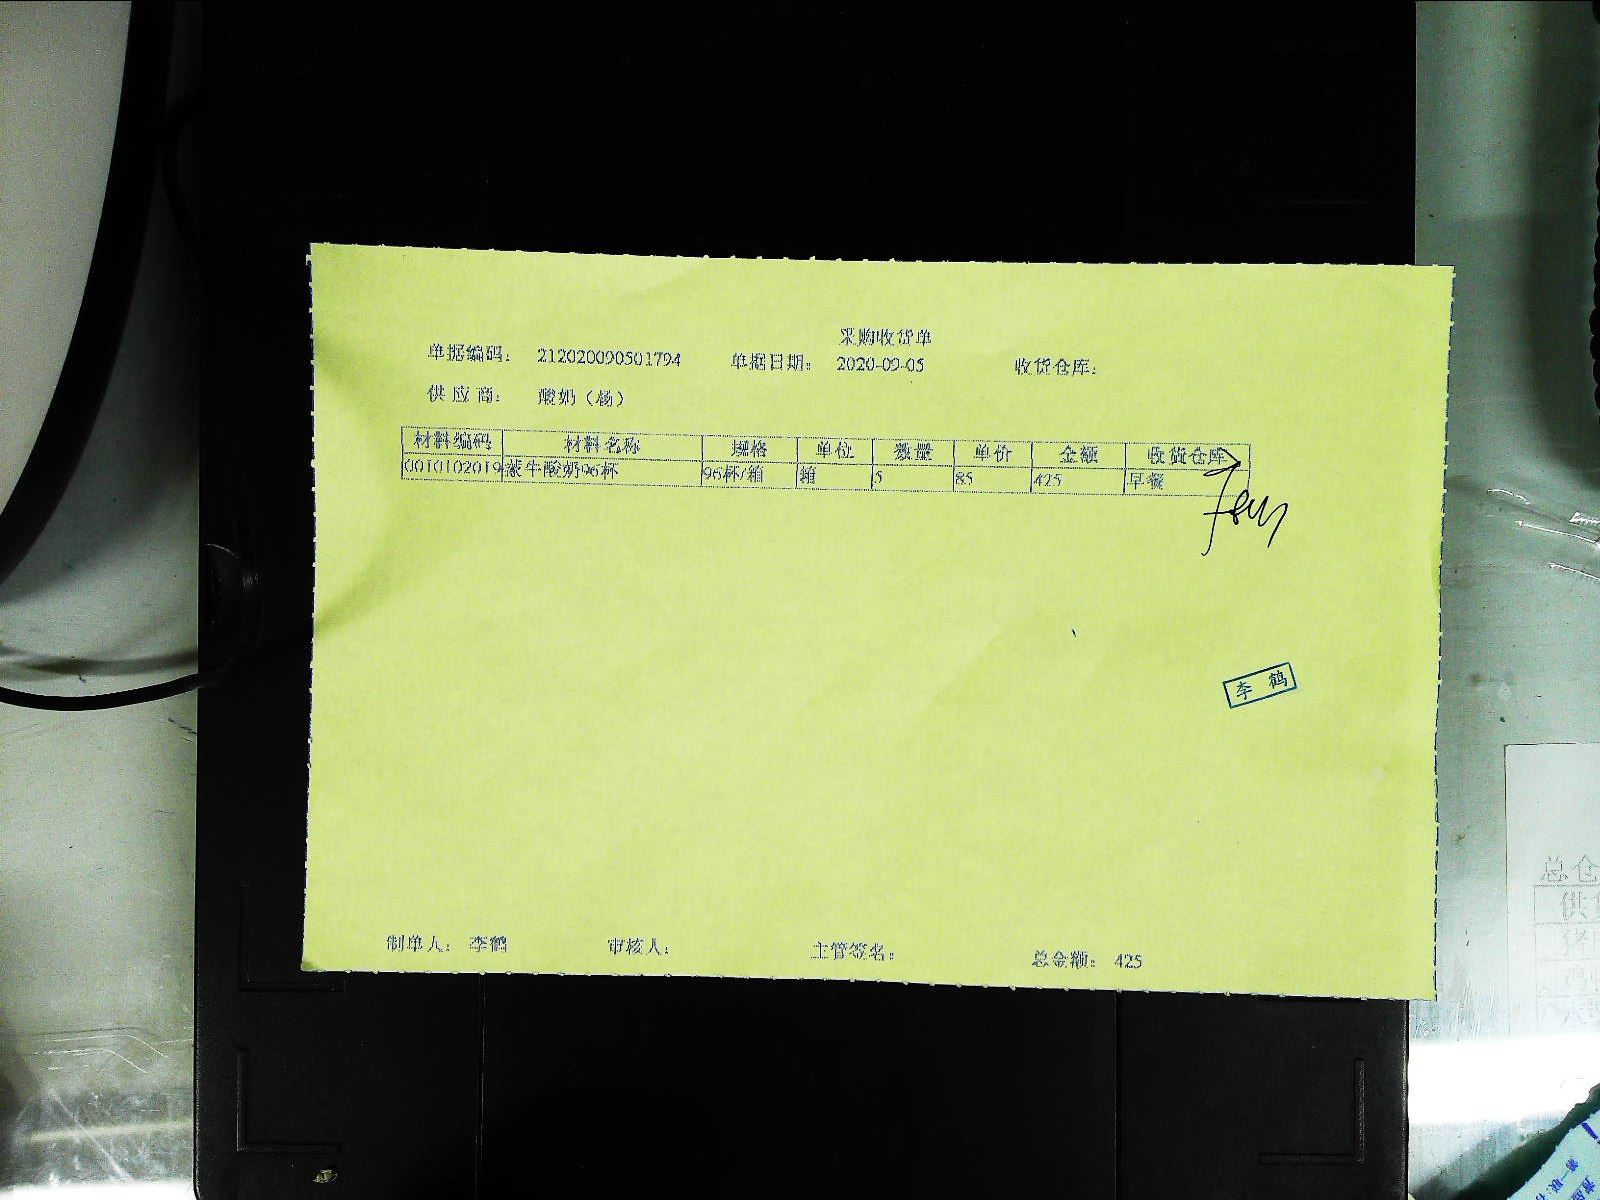 采购收货单
单据编码： 212020090501794 单据日期： 2020-09-05 收货仓库：
供应商： 酸奶（杨）
材料编码 材料名称 规格 单位 数量 单价 金额 收货仓库
0010102019 蒙牛酸奶96杯 96杯/箱 箱 5 85 425 早餐
李鹤
制单人： 李鹤 审核人： 主管签名： 总金额： 425
总仓
供